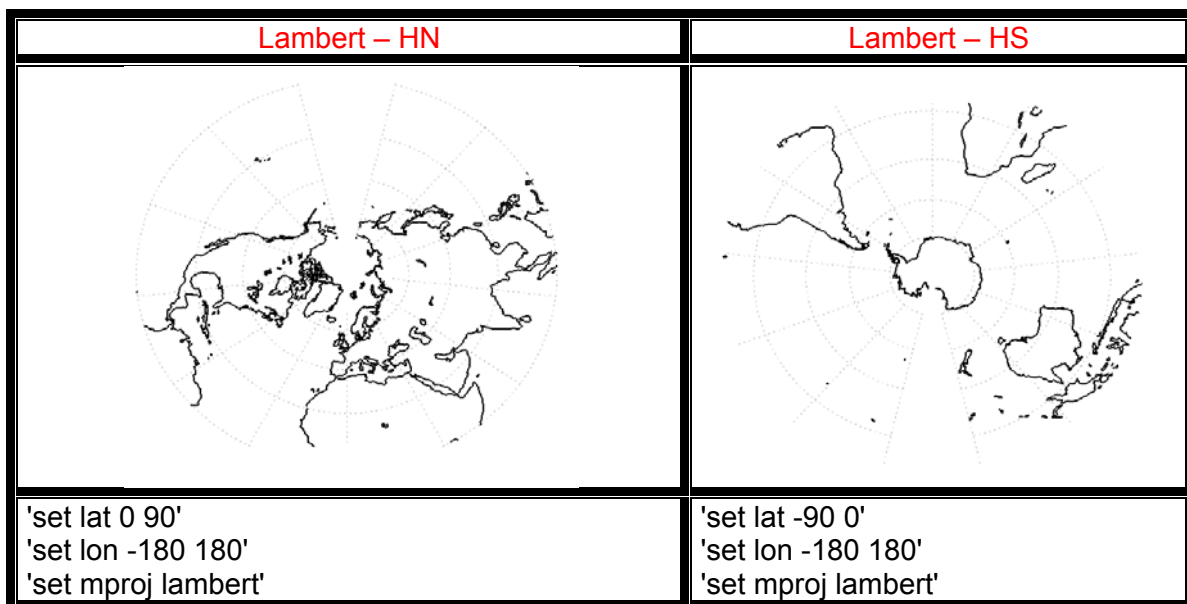 Lambert – HN
Lambert – HS
'set lat 0 90'
'set lon -180 180'
'set mproj lambert'
'set lat -90 0'
'set lon -180 180'
'set mproj lambert'